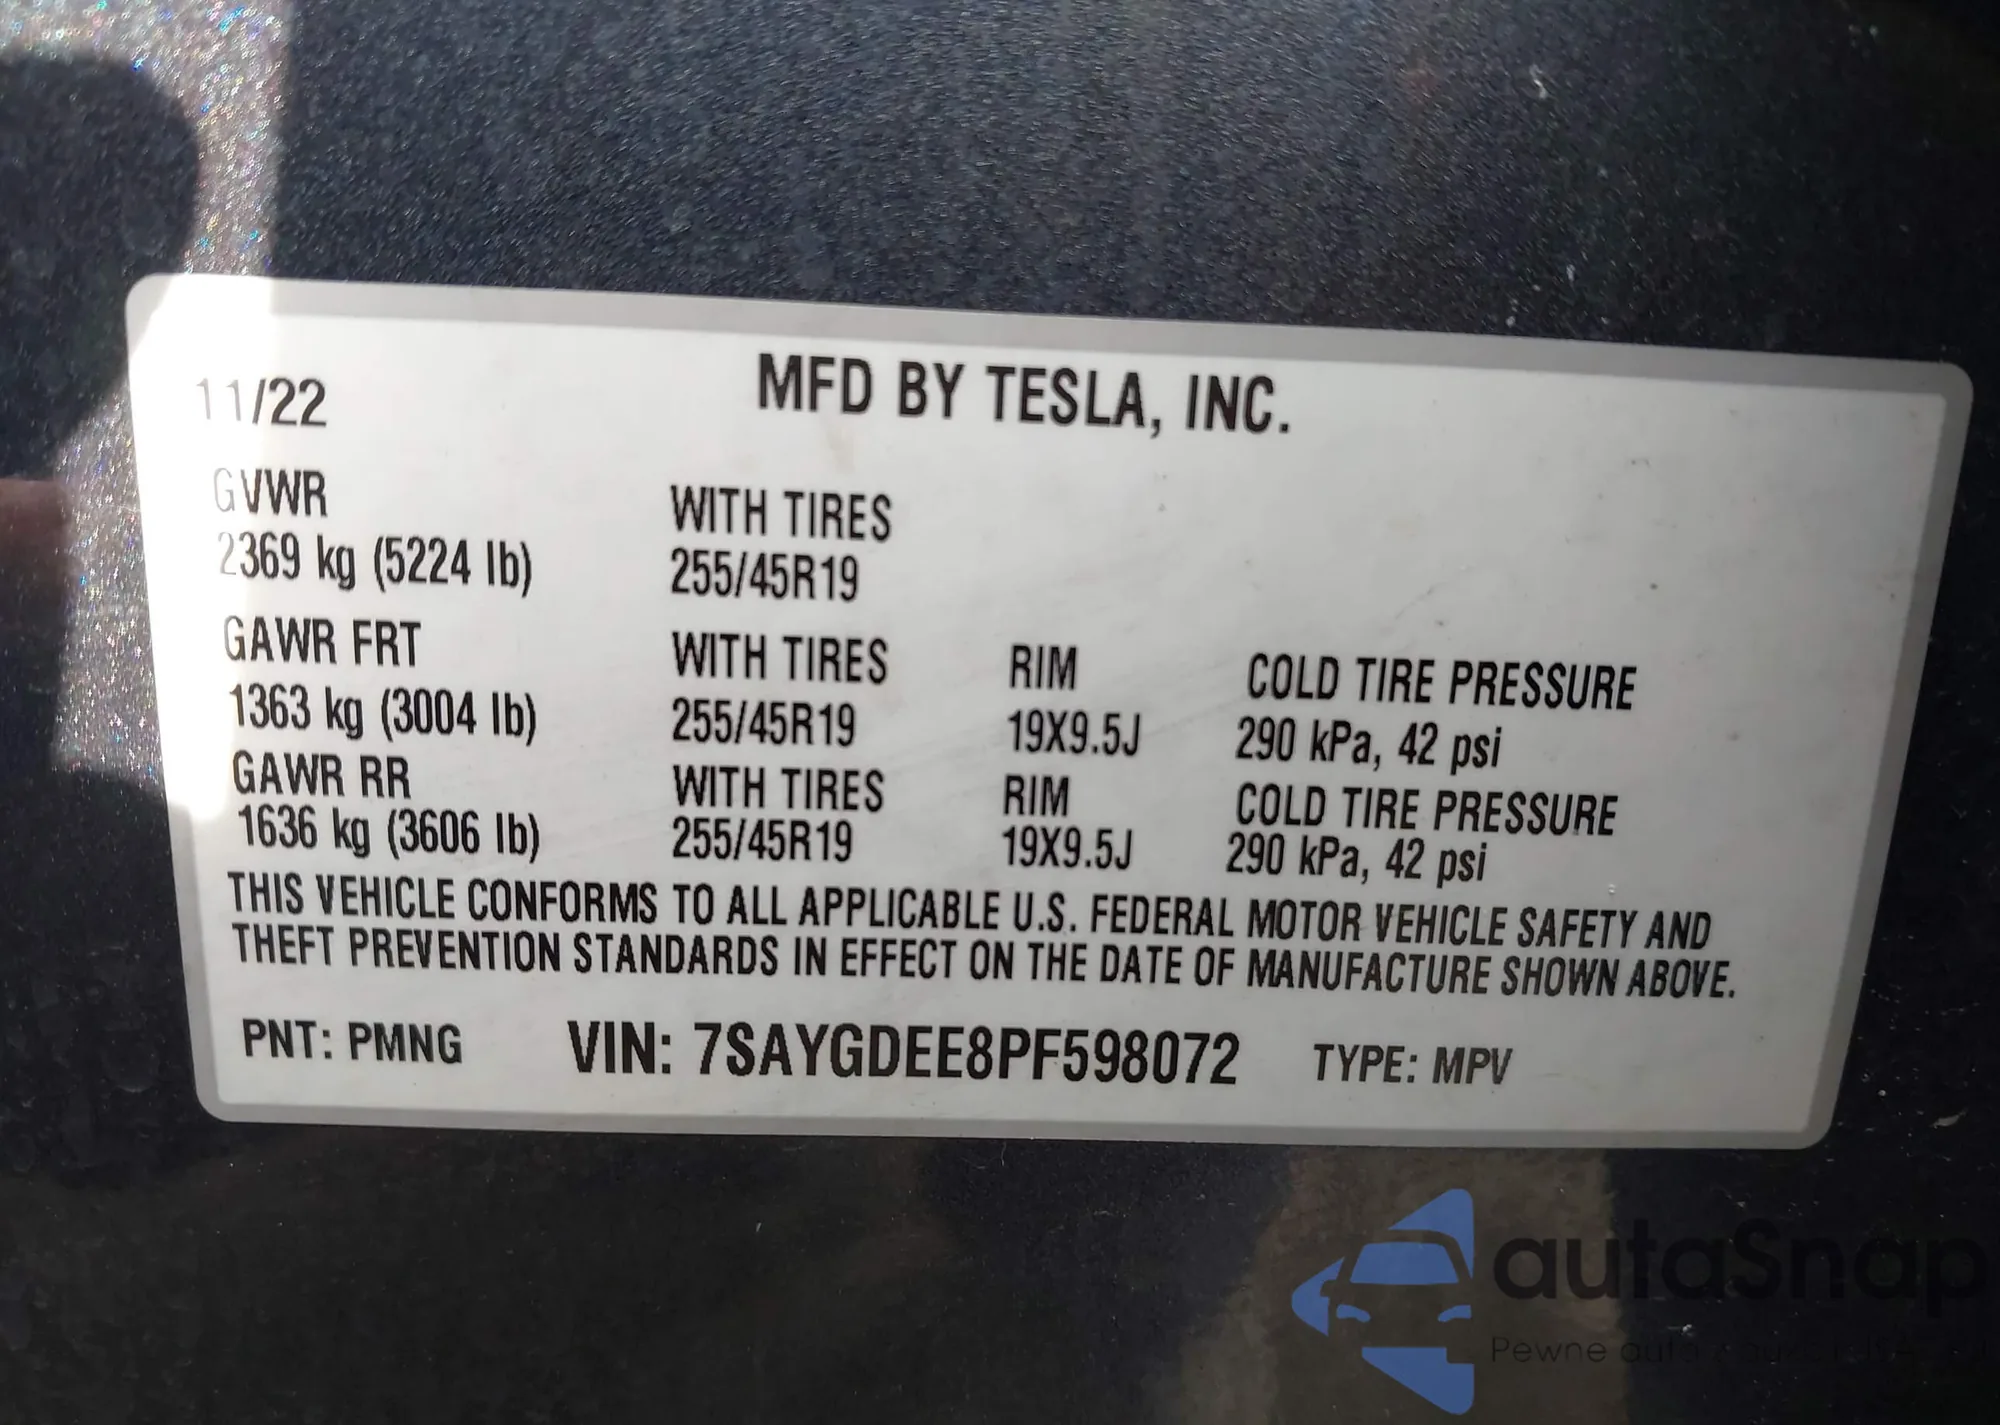 11/22 MFD BY TESLA, INC.
GVWR WITH TIRES
2369 kg (5224 lb) 255/45R19
GAWR FRT WITH TIRES RIM COLD TIRE PRESSURE
1363 kg (3004 lb) 255/45R19 19X9.5J 290 kPa, 42 psi
GAWR RR WITH TIRES RIM COLD TIRE PRESSURE
1636 kg (3606 lb) 255/45R19 19X9.5J 290 kPa, 42 psi
THIS VEHICLE CONFORMS TO ALL APPLICABLE U.S. FEDERAL MOTOR VEHICLE SAFETY AND
THEFT PREVENTION STANDARDS IN EFFECT ON THE DATE OF MANUFACTURE SHOWN ABOVE.
PNT: PMNG VIN: 7SAYGDEE8PF598072 TYPE: MPV
autaSnap
Pewne auta